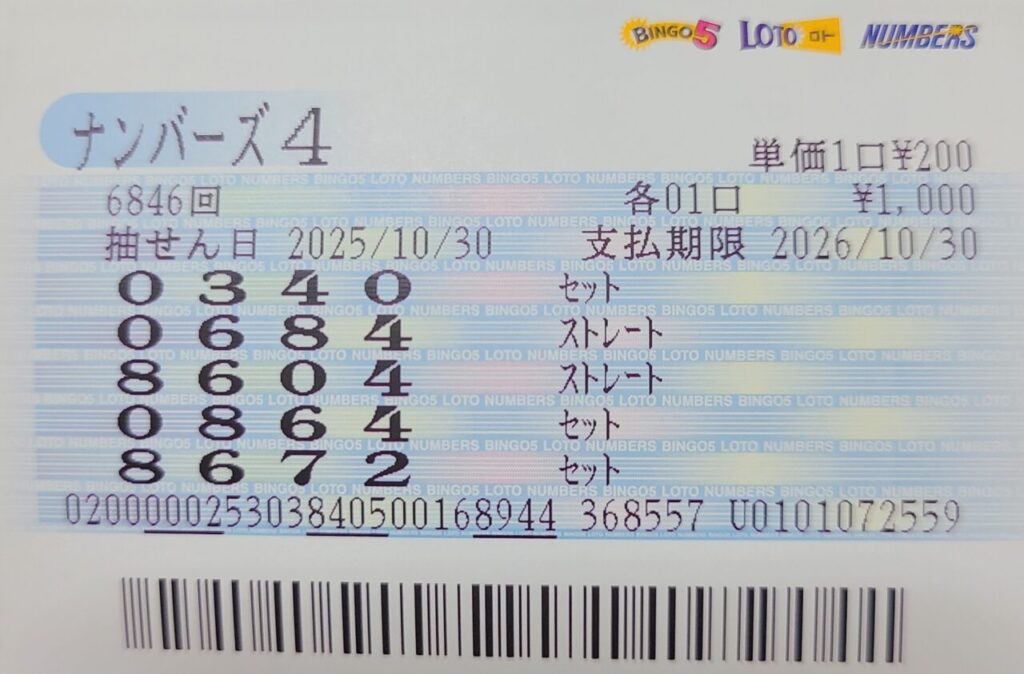 BINGO5 LOTO ロト NUMBERS
ナンバーズ4
単価1口¥200
6846回 各01口 ¥1,000
抽せん日 2025/10/30 支払期限 2026/10/30
0340 セット
0684 ストレート
8604 ストレート
0864 セット
8672 セット
020000025303840500168944 368557 U0101072559